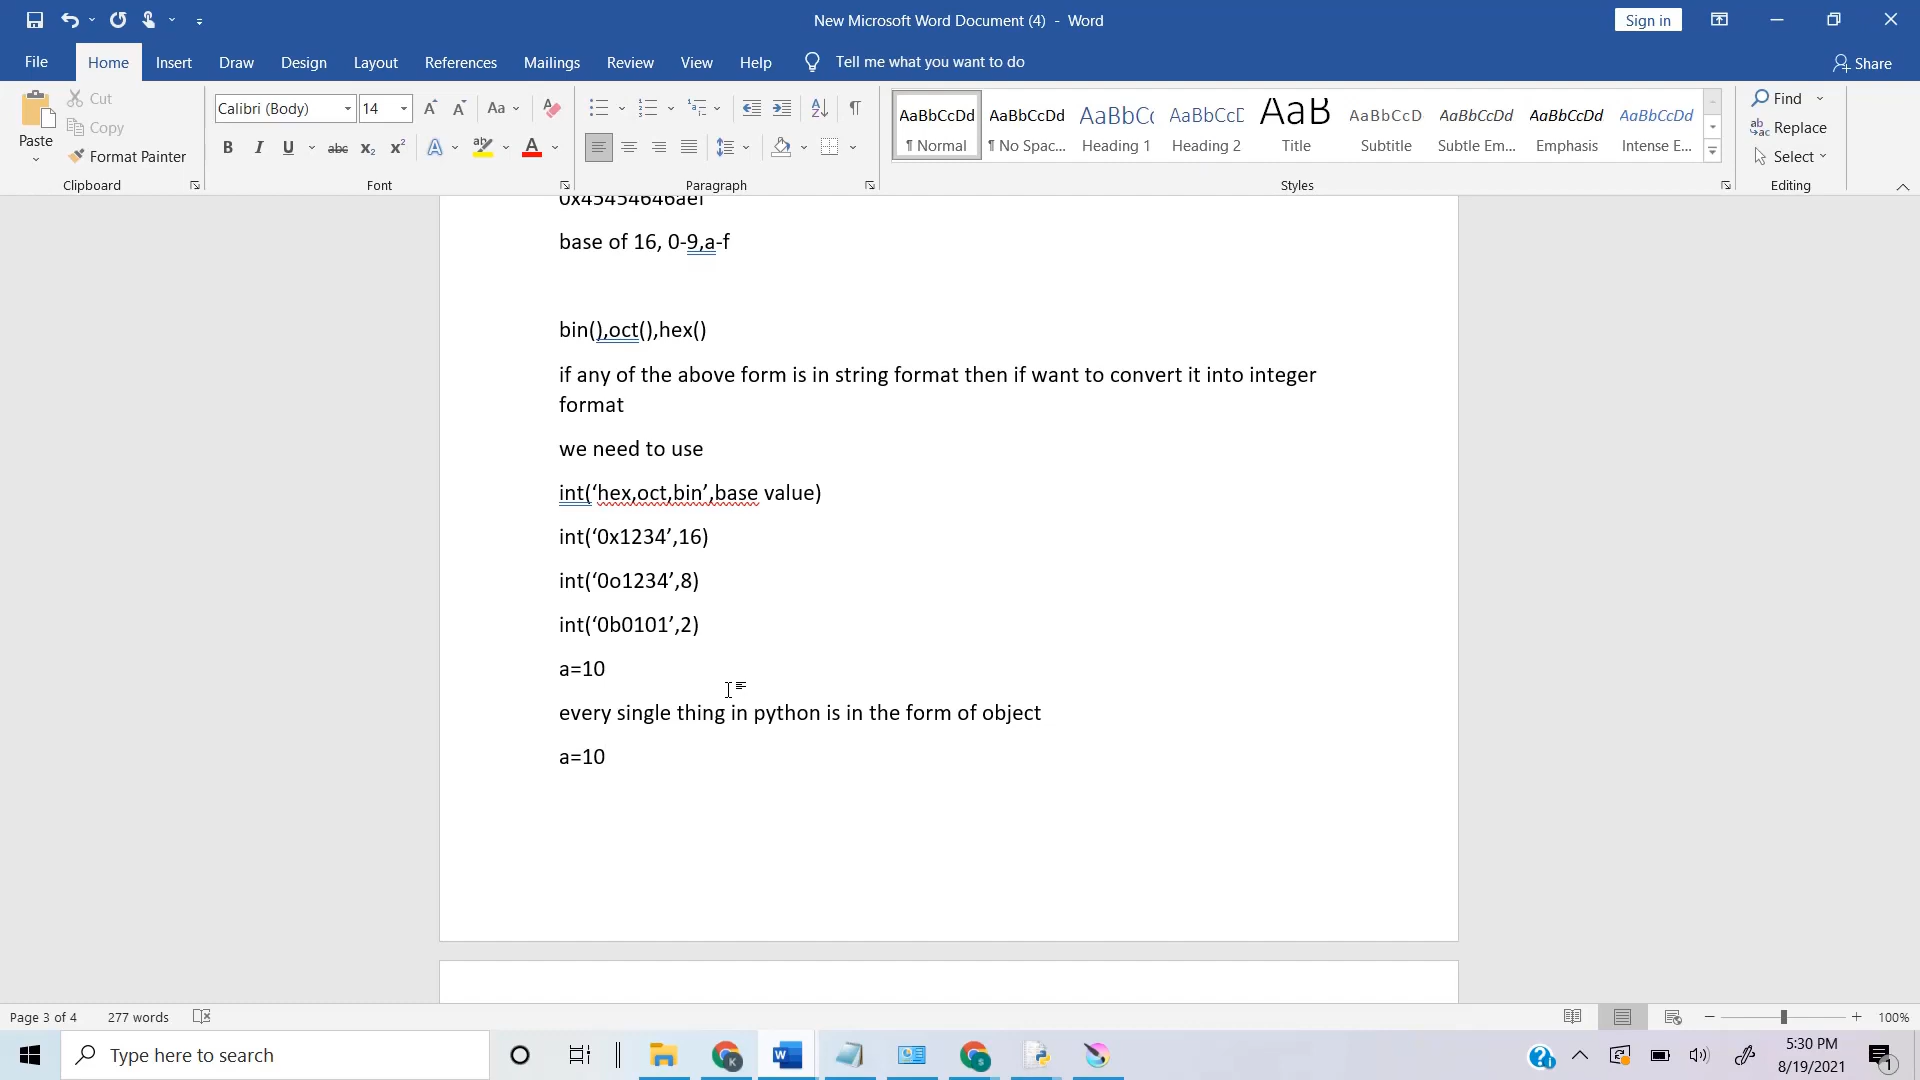 New Microsoft Word Document (4) - Word
Sign in
File Home Insert Draw Design Layout References Mailings Review View Help Tell me what you want to do
Share
Paste
Cut
Copy
Format Painter
Clipboard
Calibri (Body) 14
Aa
B I U abc x₂ x² A A
Font
Paragraph
AaBbCcDd AaBbCcDd AaBbCc AaBbCcE AaB AaBbCcD AaBbCcDd AaBbCcDd AaBbCcDd
¶ Normal ¶ No Spac... Heading 1 Heading 2 Title Subtitle Subtle Em... Emphasis Intense E...
Styles
Find
Replace
Select
Editing
0x45454646aef
base of 16, 0-9,a-f
bin(),oct(),hex()
if any of the above form is in string format then if want to convert it into integer
format
we need to use
int(‘hex,oct,bin’,base value)
int(‘0x1234’,16)
int(‘0o1234’,8)
int(‘0b0101’,2)
a=10
every single thing in python is in the form of object
a=10
Page 3 of 4 277 words
100%
Type here to search
5:30 PM
8/19/2021
1